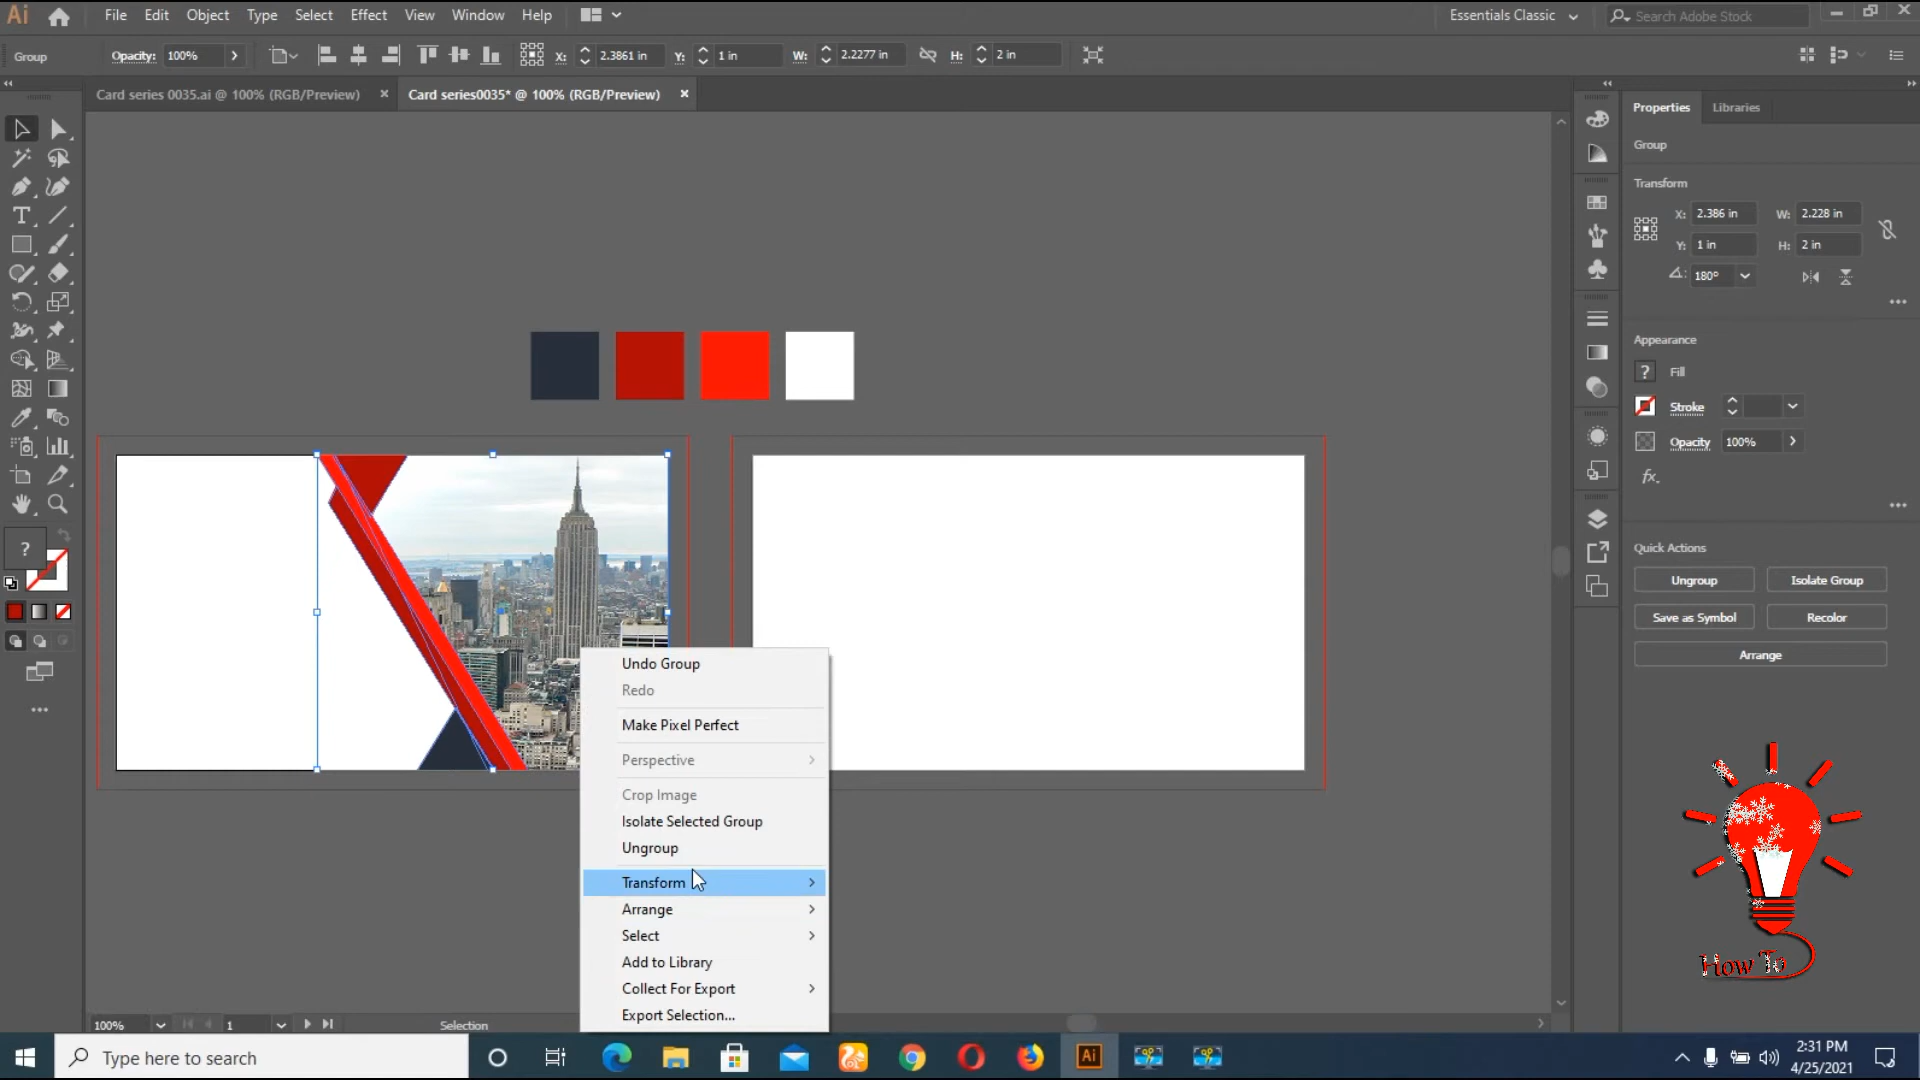 Ai File Edit Object Type Select Effect View Window Help Essentials Classic Search Adobe Stock
Group Opacity: 100% X: 2.3861 in Y: 1 in W: 2.2277 in H: 2 in
Card series 0035.ai @ 100% (RGB/Preview) × Card series0035* @ 100% (RGB/Preview) ×
Properties Libraries
Group
Transform
X: 2.386 in W: 2.228 in
Y: 1 in H: 2 in
180°
Appearance
? Fill
Stroke
Opacity 100%
fx.
Quick Actions
Ungroup Isolate Group
Save as Symbol Recolor
Arrange
?
Undo Group
Redo
Make Pixel Perfect
Perspective
Crop Image
Isolate Selected Group
Ungroup
Transform
Arrange
Select
Add to Library
Collect For Export
Export Selection...
How To
100% 1 Selection
Type here to search
Ai
2:31 PM
4/25/2021